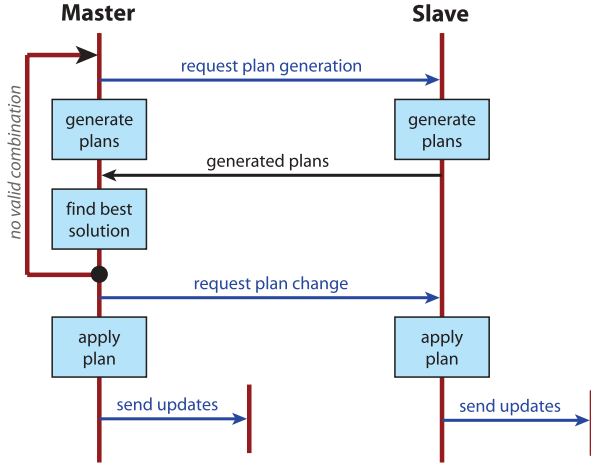 Master
Slave
request plan generation
generate
plans
generate
plans
no valid combination
generated plans
find best
solution
request plan change
apply
plan
apply
plan
send updates
send updates